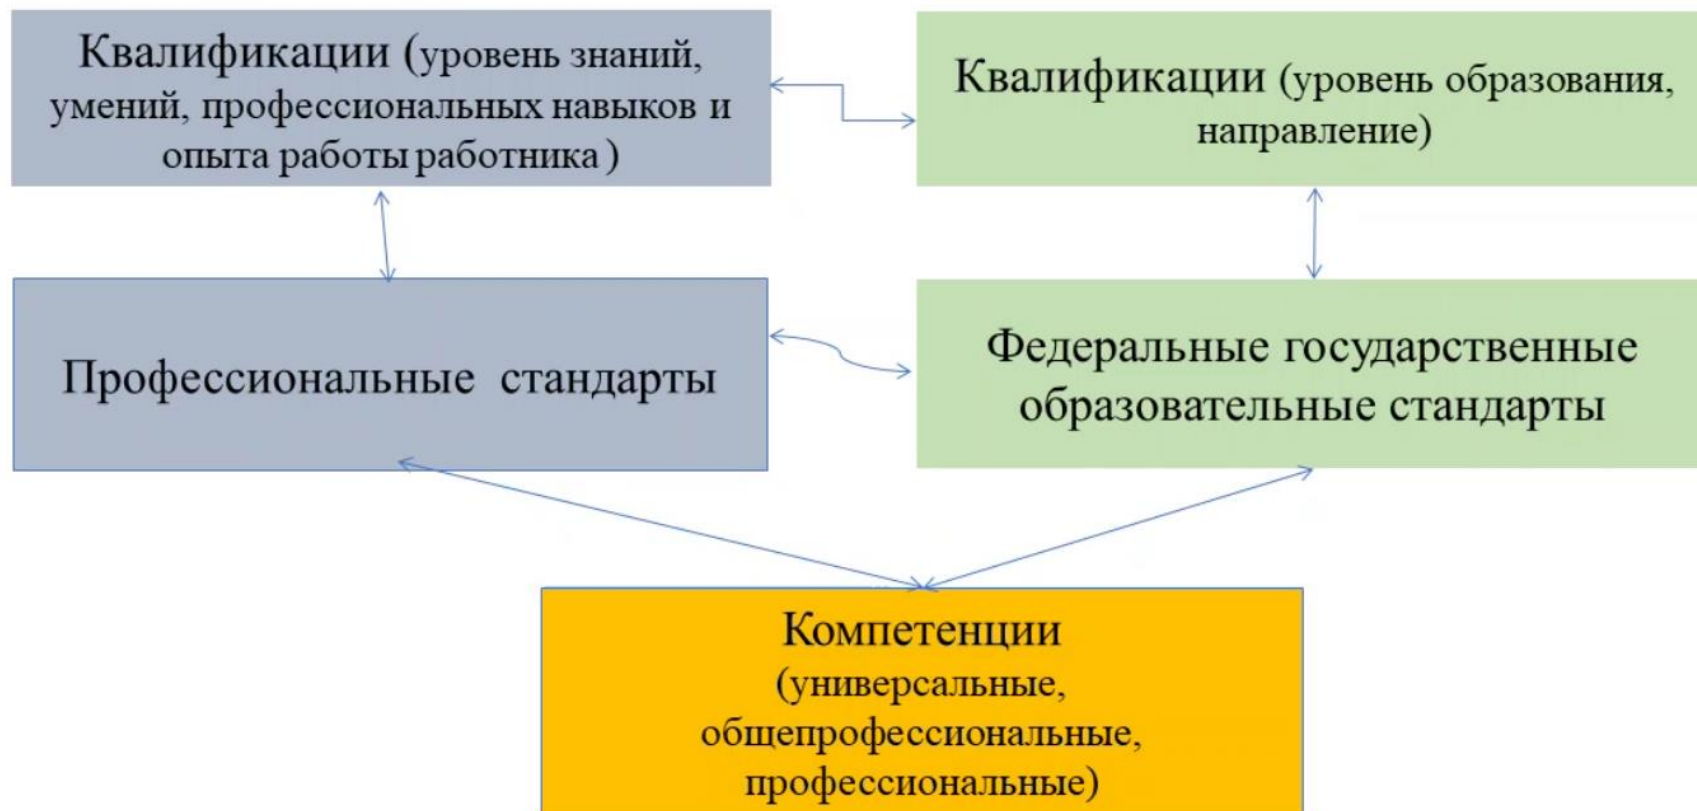 Квалификации (уровень знаний,
умений, профессиональных навыков и
опыта работы работника )
Квалификации (уровень образования,
направление)
Профессиональные стандарты
Федеральные государственные
образовательные стандарты
Компетенции
(универсальные,
общепрофессиональные,
профессиональные)